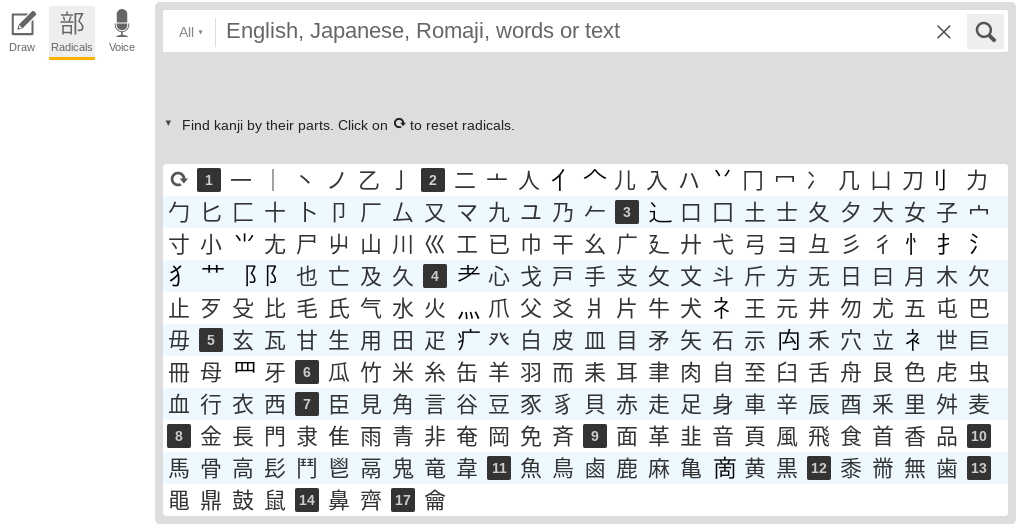 部
Draw Radicals Voice
All ▾ English, Japanese, Romaji, words or text
▼ Find kanji by their parts. Click on ⟳ to reset radicals.
1 一 ｜ 丶 ノ 乙 亅 2 二 亠 人 亻 𠆢 儿 入 ハ 丷 冂 冖 冫 几 凵 刀 刂 力
勹 匕 匚 十 卜 卩 厂 厶 又 マ 九 ユ 乃 𠂉 3 ⻌ 口 囗 土 士 夂 夕 大 女 子 宀
寸 小 ⺌ 尢 尸 屮 山 川 巛 工 已 巾 干 幺 广 廴 廾 弋 弓 ヨ 彑 彡 彳 忄 扌 氵
犭 艹 阝 阝 也 亡 及 久 4 耂 心 戈 戸 手 支 攵 文 斗 斤 方 无 日 曰 月 木 欠
止 歹 殳 比 毛 氏 气 水 火 灬 爪 父 爻 爿 片 牛 犬 礻 王 元 井 勿 尤 五 屯 巴
毋 5 玄 瓦 甘 生 用 田 疋 疒 癶 白 皮 皿 目 矛 矢 石 示 禸 禾 穴 立 衤 世 巨
冊 母 罒 牙 6 瓜 竹 米 糸 缶 羊 羽 而 耒 耳 聿 肉 自 至 臼 舌 舟 艮 色 虍 虫
血 行 衣 西 7 臣 見 角 言 谷 豆 豕 豸 貝 赤 走 足 身 車 辛 辰 酉 釆 里 舛 麦
8 金 長 門 隶 隹 雨 青 非 奄 岡 免 斉 9 面 革 韭 音 頁 風 飛 食 首 香 品 10
馬 骨 高 髟 鬥 鬯 鬲 鬼 竜 韋 11 魚 鳥 鹵 鹿 麻 亀 啇 黄 黒 12 黍 黹 無 歯 13
黽 鼎 鼓 鼠 14 鼻 齊 17 龠